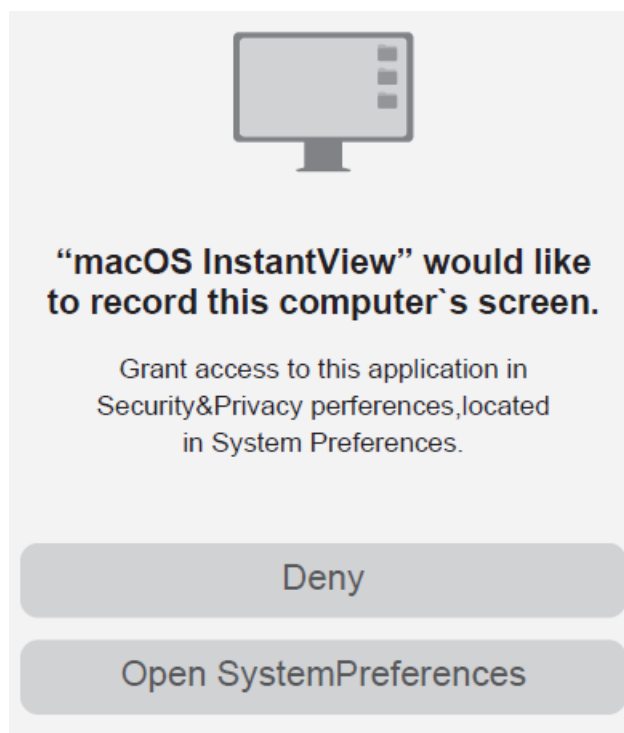 “macOS InstantView” would like
to record this computer`s screen.
Grant access to this application in
Security&Privacy perferences,located
in System Preferences.
Deny
Open SystemPreferences